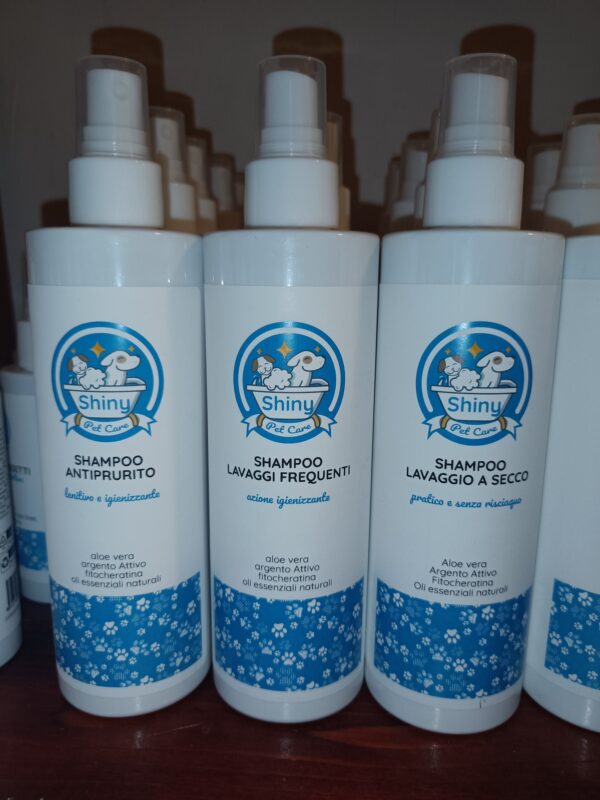 Shiny
Pet Care
SHAMPOO
ANTIPRURITO
lenitivo e igienizzante
aloe vera
argento Attivo
fitocheratina
oli essenziali naturali
Shiny
Pet Care
SHAMPOO
LAVAGGI FREQUENTI
azione igienizzante
aloe vera
argento Attivo
fitocheratina
oli essenziali naturali
Shiny
Pet Care
SHAMPOO
LAVAGGIO A SECCO
pratico e senza risciaquo
Aloe vera
Argento Attivo
Fitocheratina
Oli essenziali naturali